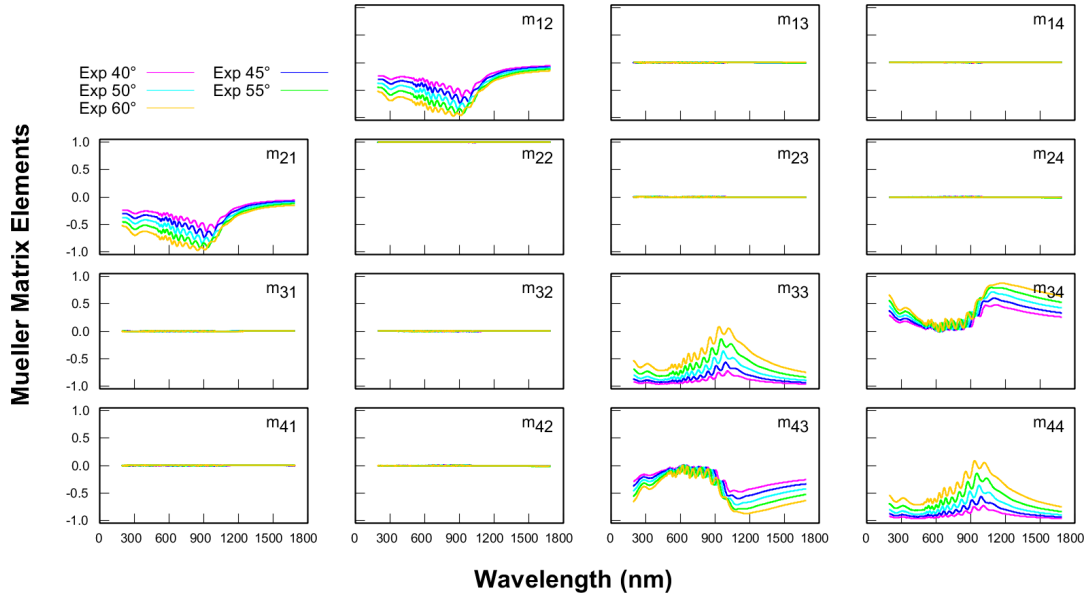 m12 m13 m14
Exp 40° Exp 45°
Exp 50° Exp 55°
Exp 60°
Mueller Matrix Elements
1.0 m21 m22 m23 m24
0.5
0.0
-0.5
-1.0
1.0 m31 m32 m33 m34
0.5
0.0
-0.5
-1.0
1.0 m41 m42 m43 m44
0.5
0.0
-0.5
-1.0
0 300 600 900 1200 1500 1800 0 300 600 900 1200 1500 1800 0 300 600 900 1200 1500 1800 0 300 600 900 1200 1500 1800
Wavelength (nm)